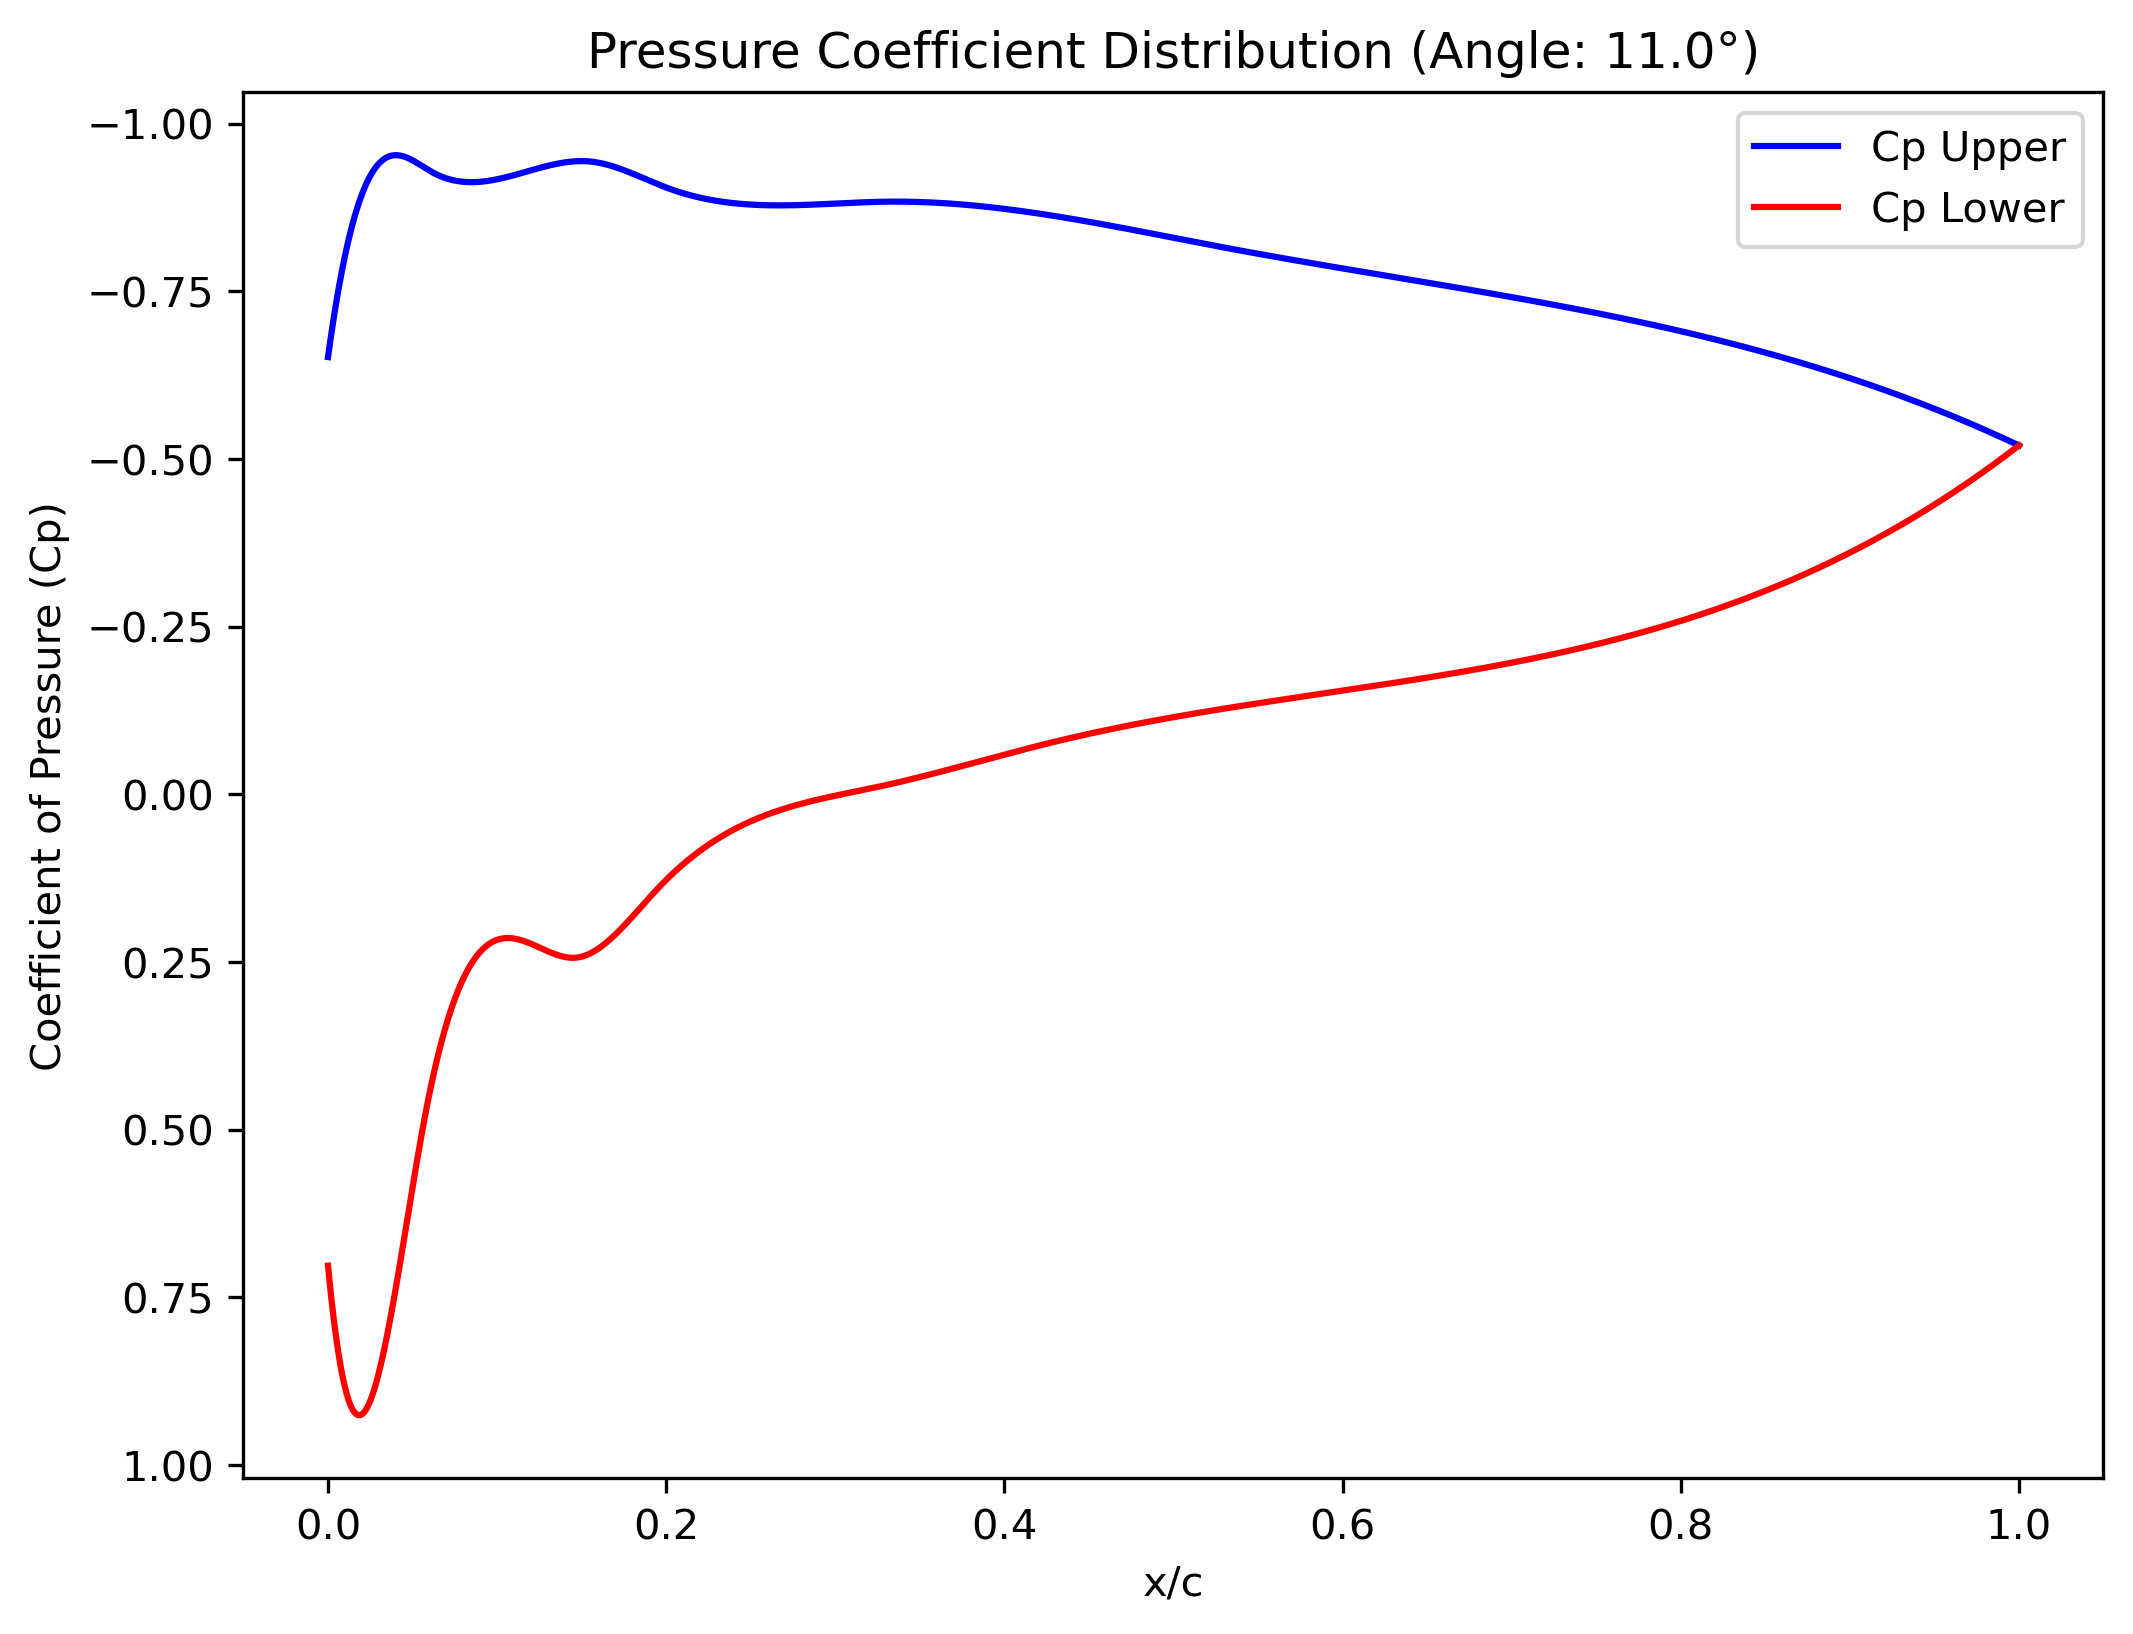 Pressure Coefficient Distribution (Angle: 11.0°)
Cp Upper
Cp Lower
Coefficient of Pressure (Cp)
−1.00
−0.75
−0.50
−0.25
0.00
0.25
0.50
0.75
1.00
0.0 0.2 0.4 0.6 0.8 1.0
x/c